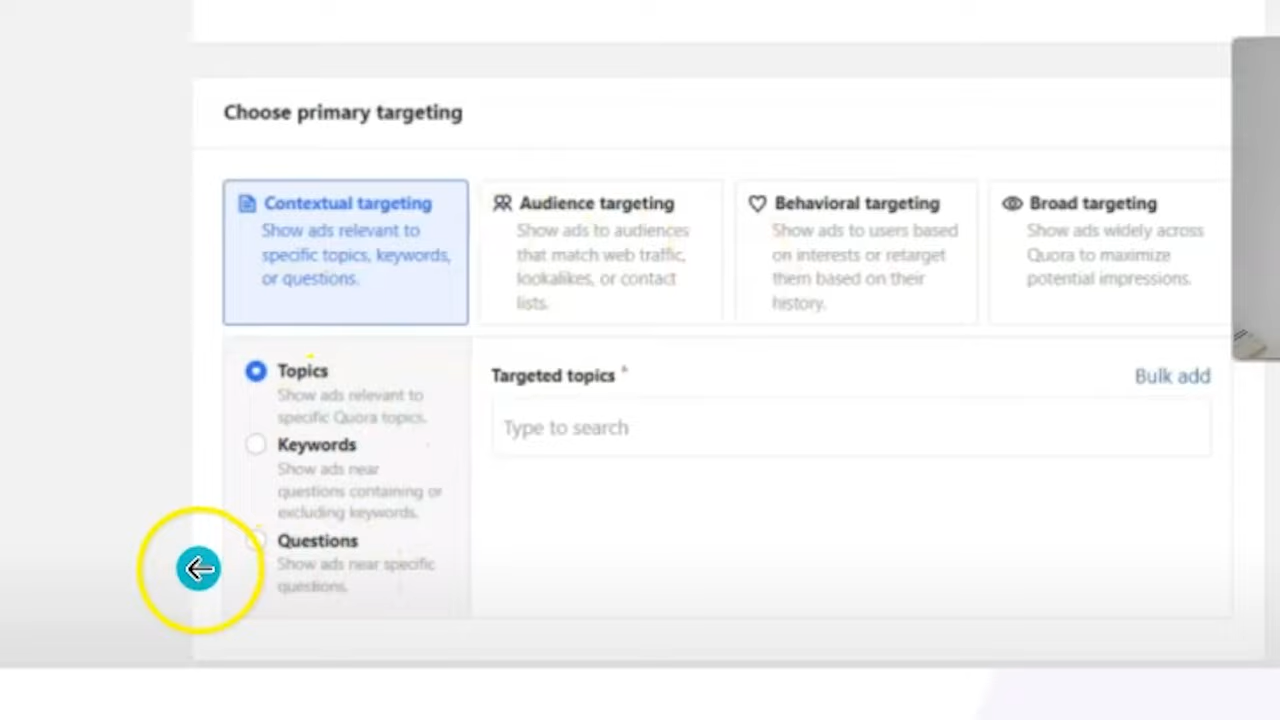 Choose primary targeting
Contextual targeting
Show ads relevant to
specific topics, keywords,
or questions.
Audience targeting
Show ads to audiences
that match web traffic,
lookalikes, or contact
lists.
Behavioral targeting
Show ads to users based
on interests or retarget
them based on their
history.
Broad targeting
Show ads widely across
Quora to maximize
potential impressions.
Topics
Show ads relevant to
specific Quora topics.
Keywords
Show ads near
questions containing or
excluding keywords.
Questions
Show ads near specific
questions.
Targeted topics *
Bulk add
Type to search